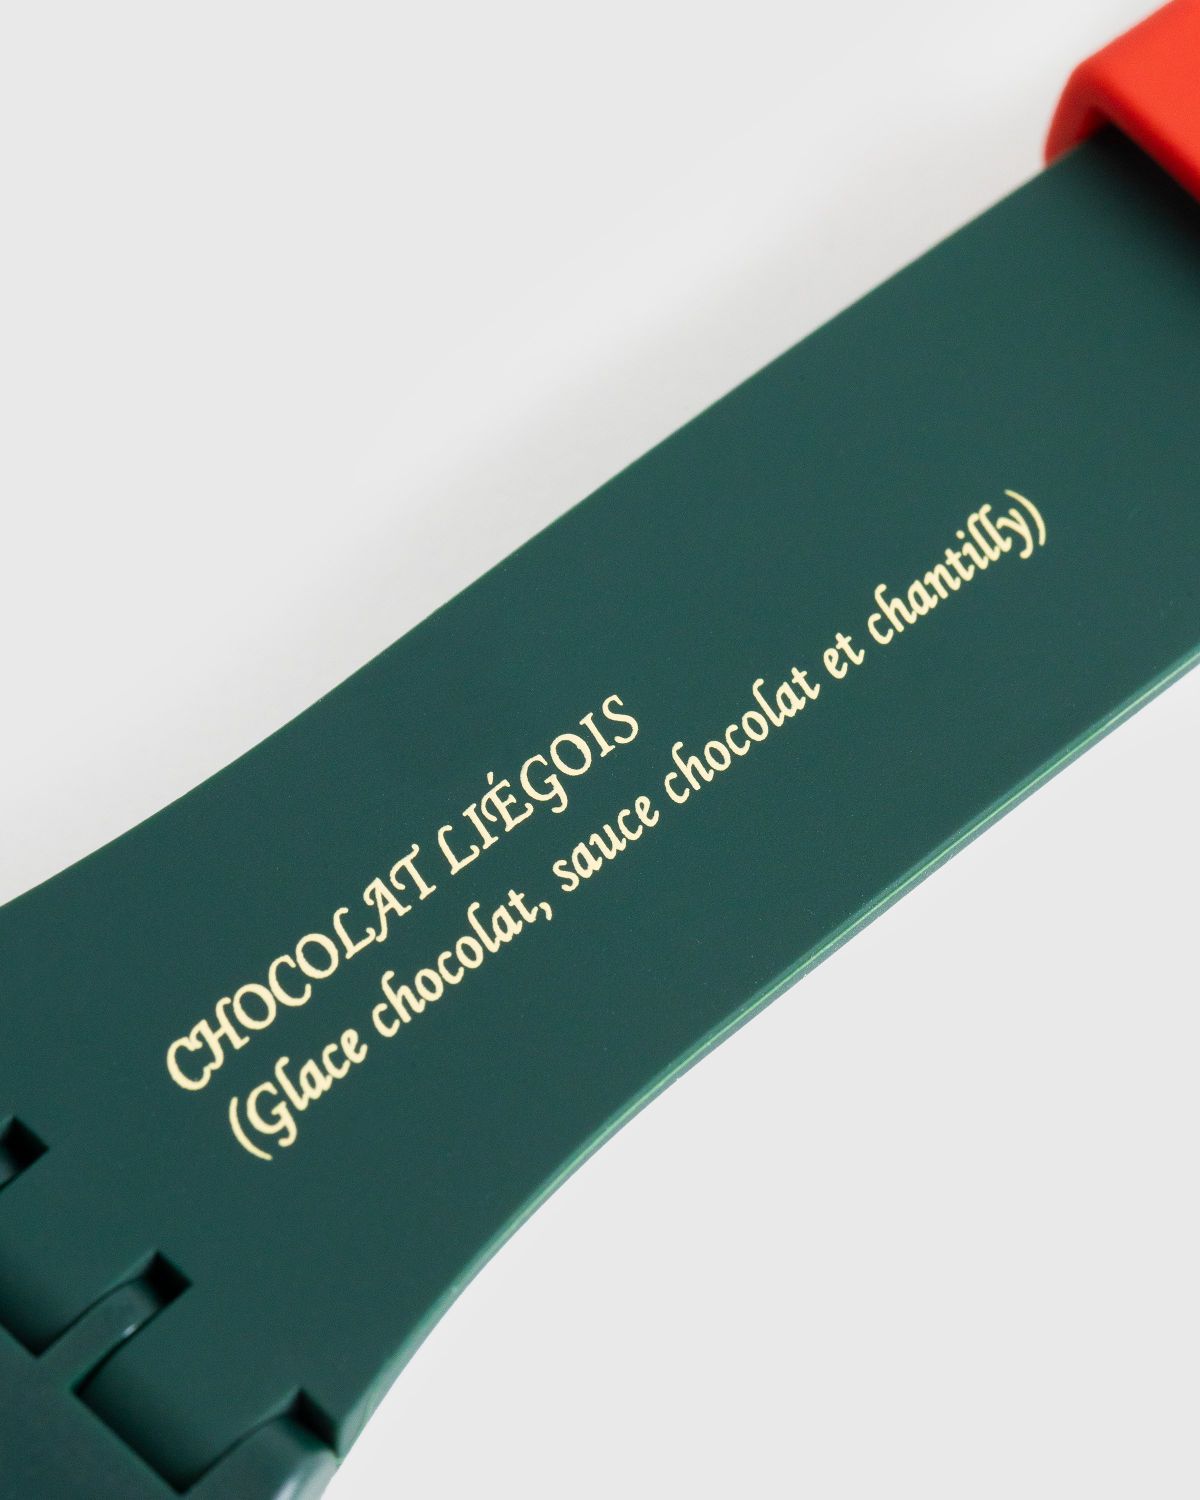 CHOCOLAT LIÉGOIS
(Glace chocolat, sauce chocolat et chantilly)